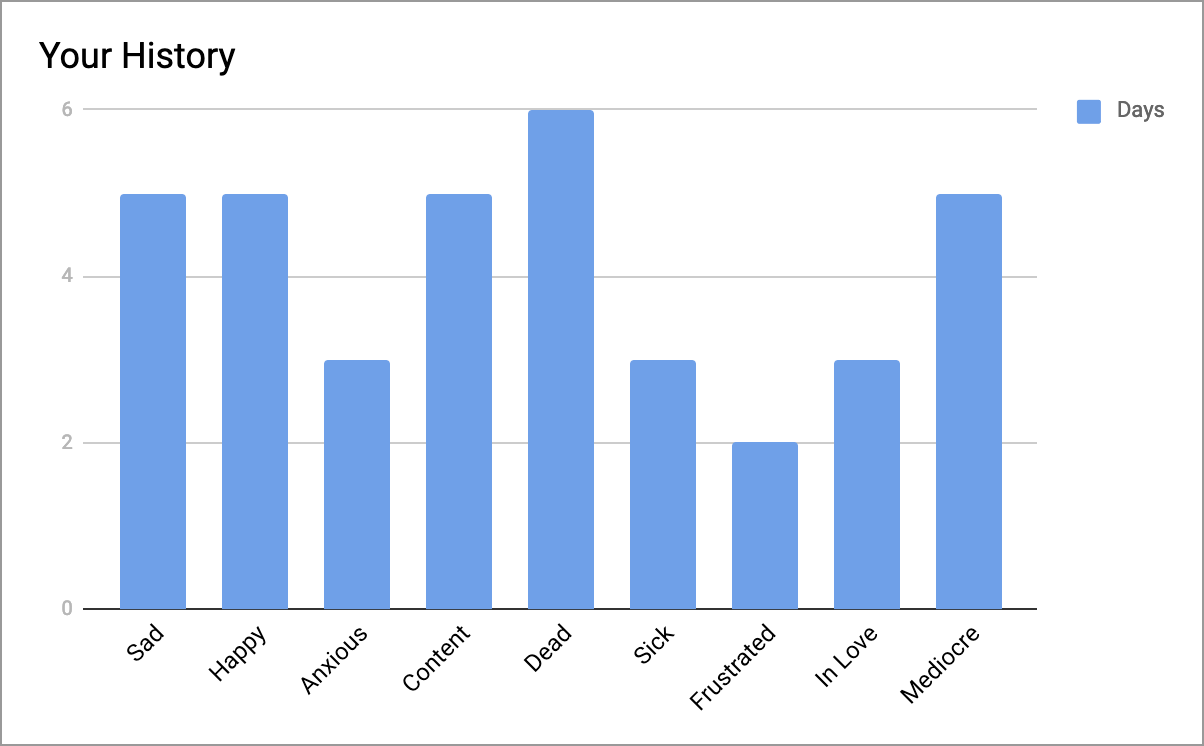 Your History
Days
6
4
2
0
Sad
Happy
Anxious
Content
Dead
Sick
Frustrated
In Love
Mediocre